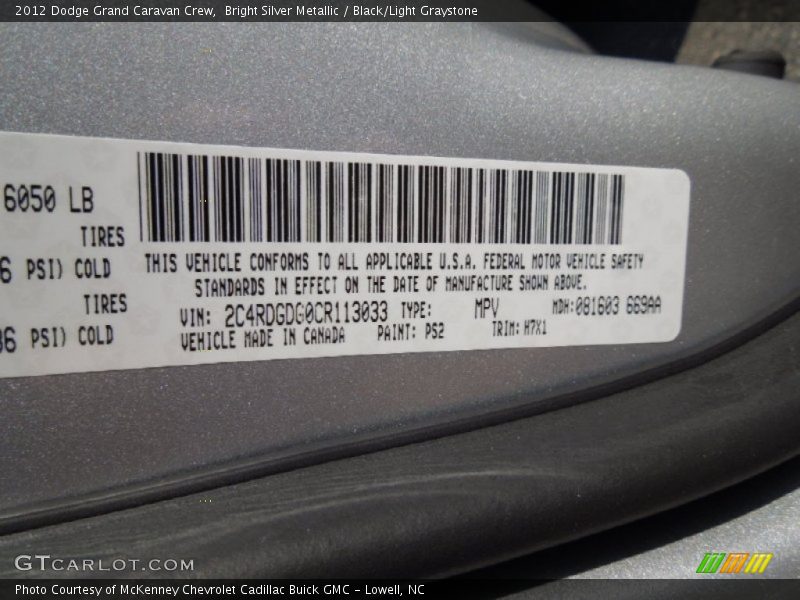 2012 Dodge Grand Caravan Crew,  Bright Silver Metallic / Black/Light Graystone
6050 LB
TIRES
6 PSI) COLD
TIRES
36 PSI) COLD
THIS VEHICLE CONFORMS TO ALL APPLICABLE U.S.A. FEDERAL MOTOR VEHICLE SAFETY
STANDARDS IN EFFECT ON THE DATE OF MANUFACTURE SHOWN ABOVE.
VIN: 2C4RDGDG0CR113033 TYPE: MPV MDH:081603 669AA
VEHICLE MADE IN CANADA PAINT: PS2 TRIM: H7X1
GTCARLOT.COM
Photo Courtesy of McKenney Chevrolet Cadillac Buick GMC - Lowell, NC